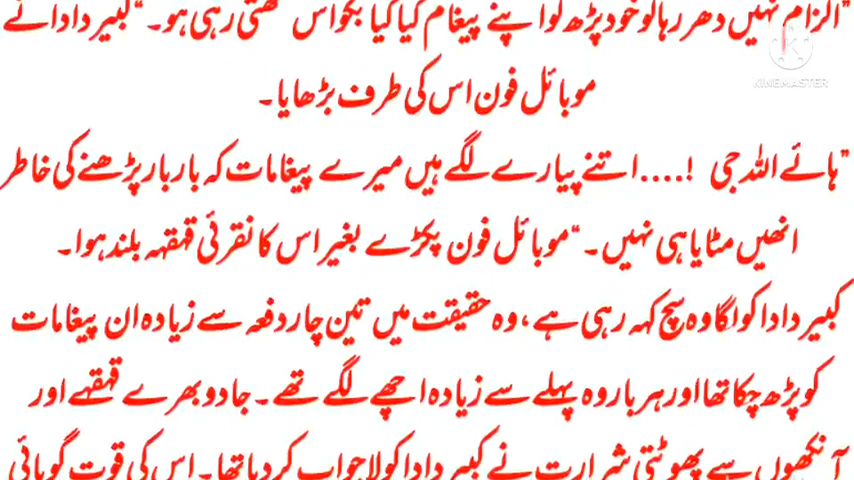 "الزام نہیں دھر رہا لو خود پڑھ لو اپنے پیغام کیا کیا بکواس لکھتی رہی ہو۔" کبیر دادا نے
KINEMASTER
موبائل فون اس کی طرف بڑھایا۔
"ہائے اللہ جی !....اتنے پیارے لگے ہیں میرے پیغامات کہ بار بار پڑھنے کی خاطر
انھیں مٹایا ہی نہیں۔" موبائل فون پکڑے بغیر اس کا نقرئی قہقہہ بلند ہوا۔
کبیر دادا کو لگا وہ سچ کہہ رہی ہے، وہ حقیقت میں تین چار دفعہ سے زیادہ ان پیغامات
کو پڑھ چکا تھا اور ہر بار وہ پہلے سے زیادہ اچھے لگے تھے۔ جادو بھرے قہقہے اور
آنکھوں سے پھوٹتی شرارت نے کبیر دادا کو لاجواب کر دیا تھا۔ اس کی قوت گویائی